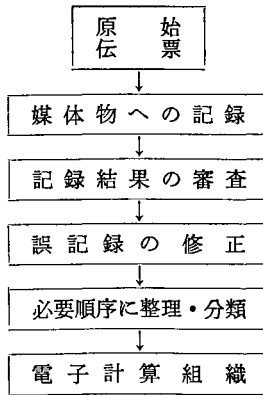 原始
伝票
媒体物への記録
記録結果の審査
誤記録の修正
必要順序に整理・分類
電子計算組織